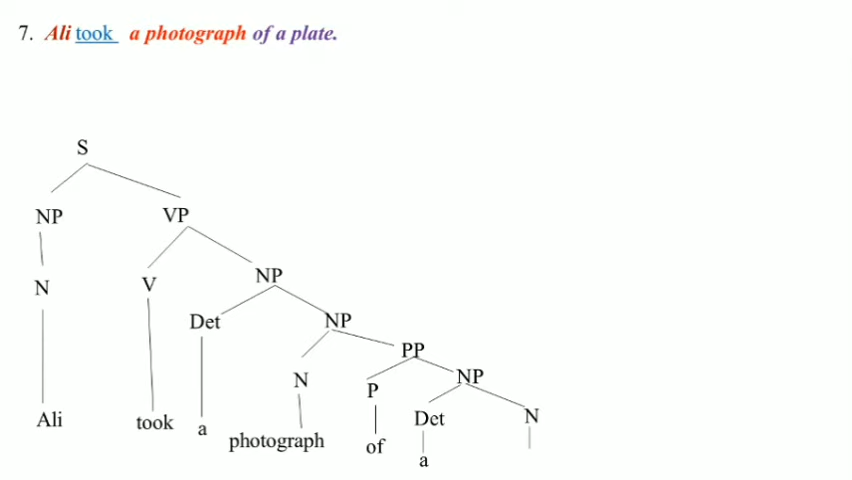 7. Ali took a photograph of a plate.
S
NP VP
NP
N V
Det NP
PP
N P NP
Ali took a Det N
photograph of
a